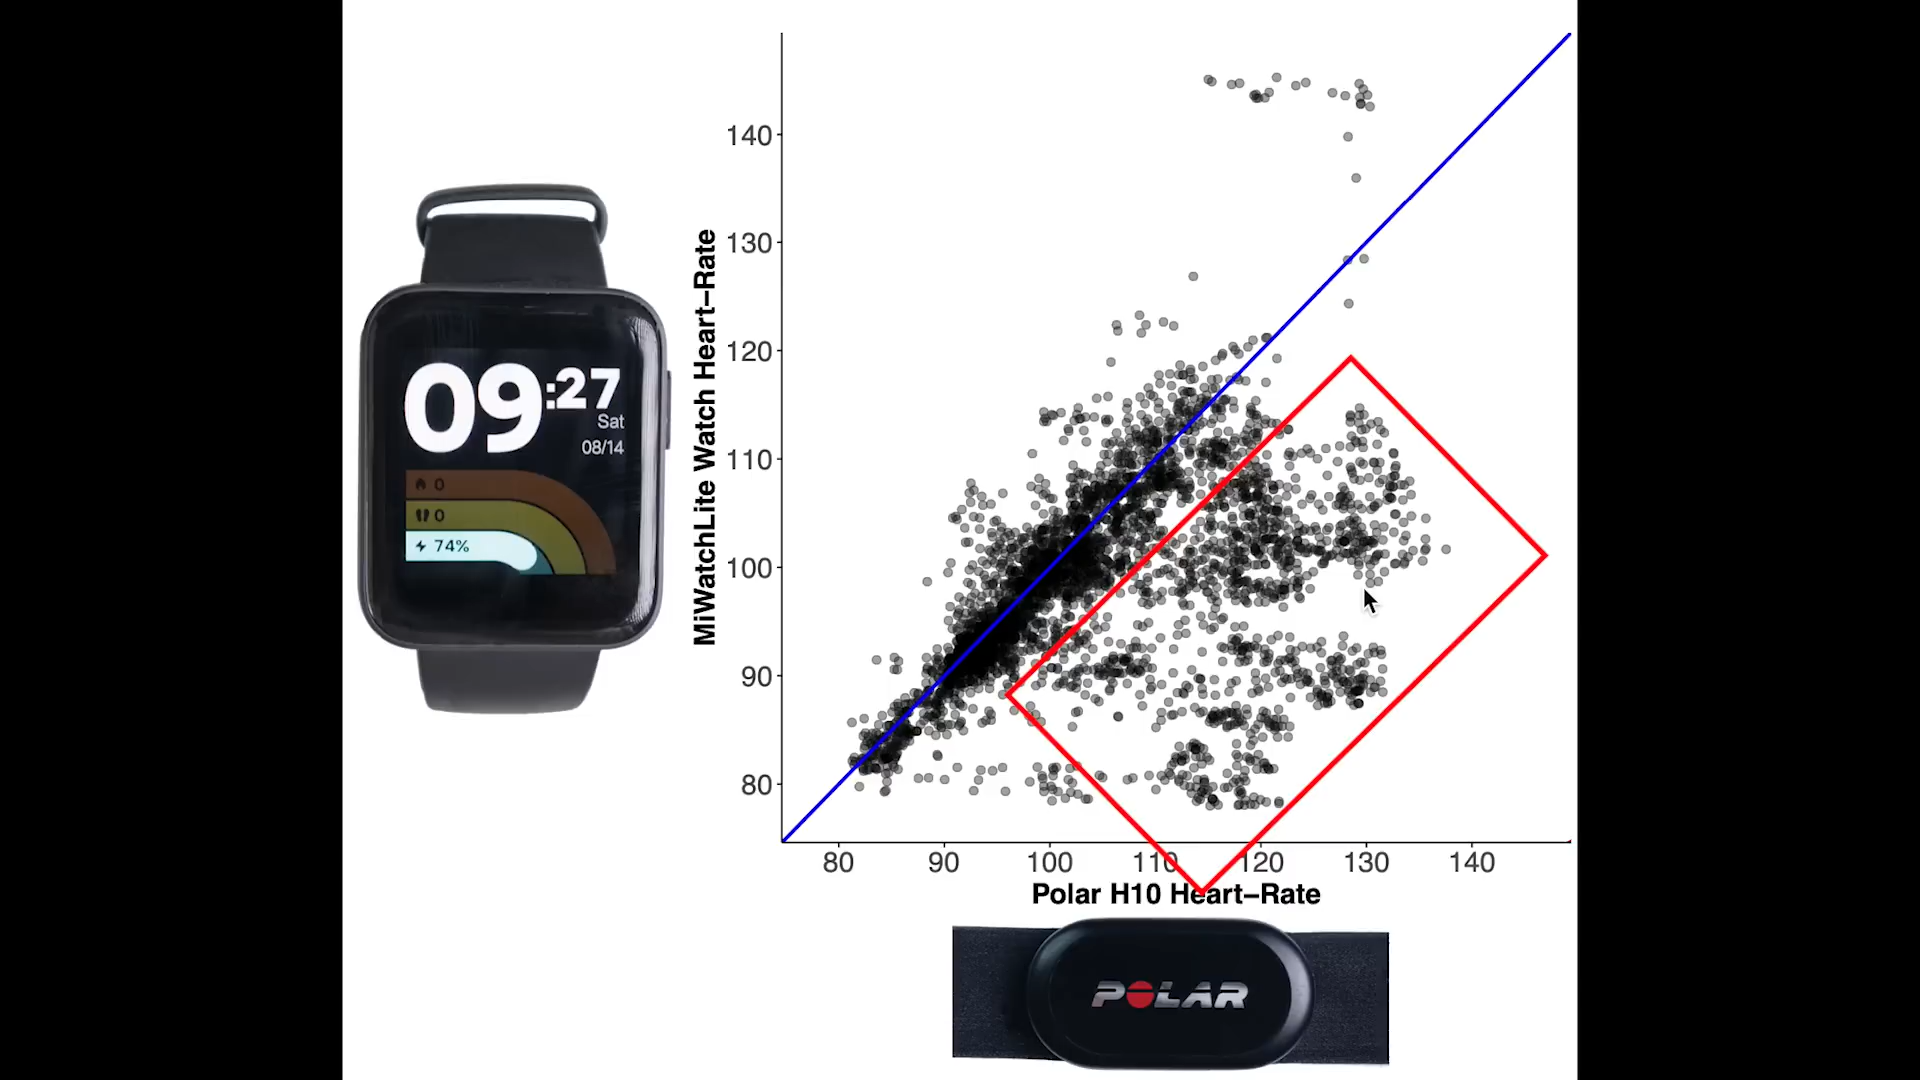 09:27
Sat
08/14
0
0
74%
MiWatchLite Watch Heart–Rate
140
130
120
110
100
90
80
80 90 100 110 120 130 140
Polar H10 Heart–Rate
POLAR